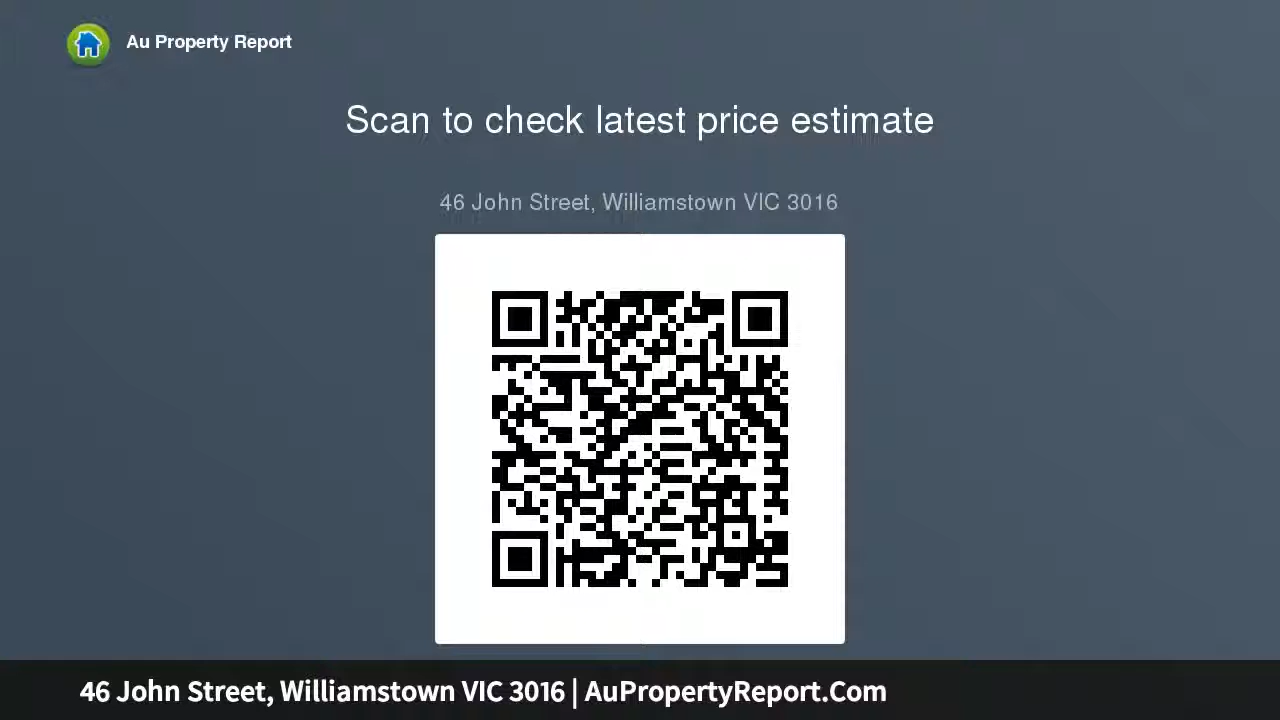 Au Property Report
Scan to check latest price estimate
46 John Street, Williamstown VIC 3016
46 John Street, Williamstown VIC 3016 | AuPropertyReport.Com